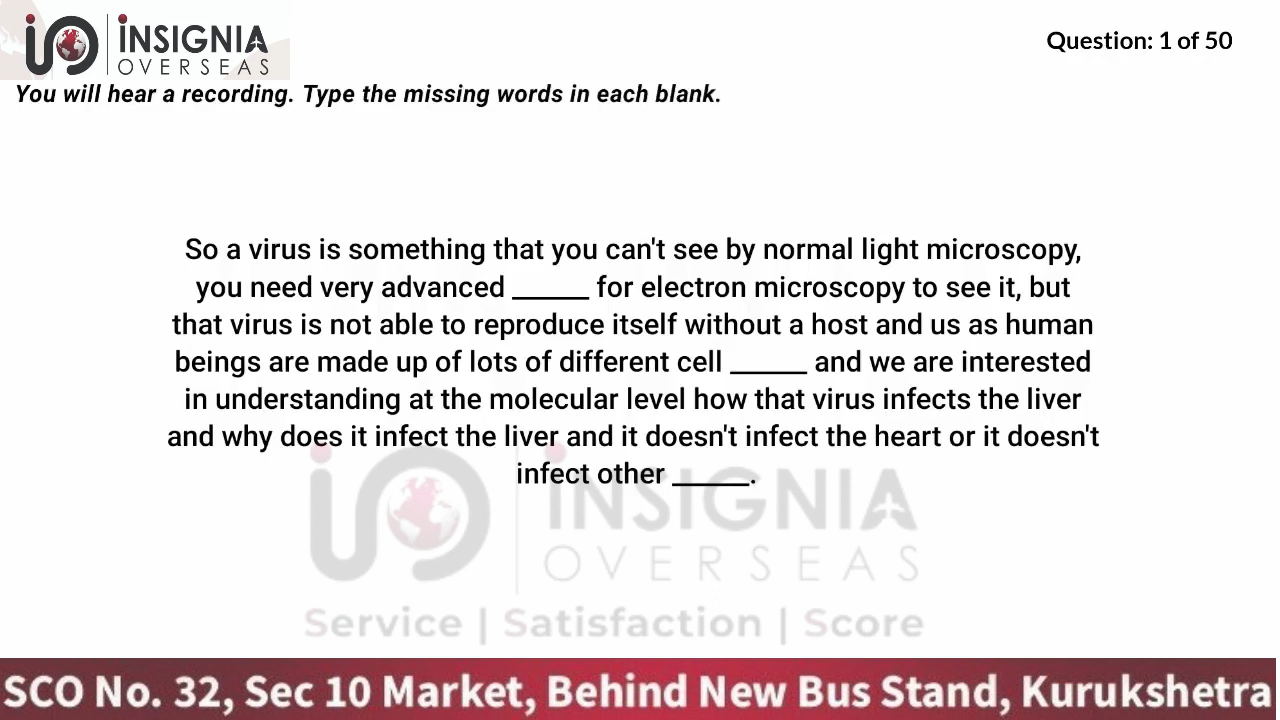 INSIGNIA
OVERSEAS
Question: 1 of 50
You will hear a recording. Type the missing words in each blank.
So a virus is something that you can't see by normal light microscopy,
you need very advanced ______ for electron microscopy to see it, but
that virus is not able to reproduce itself without a host and us as human
beings are made up of lots of different cell ______ and we are interested
in understanding at the molecular level how that virus infects the liver
and why does it infect the liver and it doesn't infect the heart or it doesn't
infect other ______.
INSIGNIA
OVERSEAS
Service | Satisfaction | Score
SCO No. 32, Sec 10 Market, Behind New Bus Stand, Kurukshetra